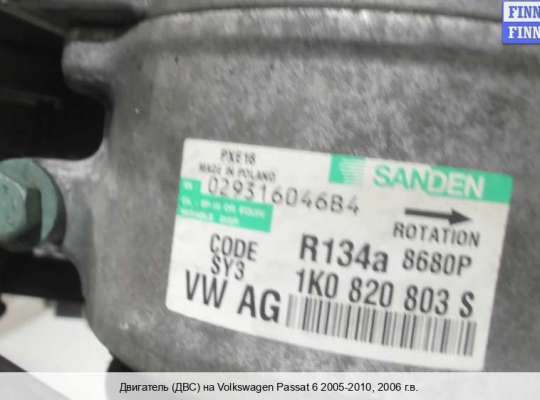 FINN
FINN
PXE16
MADE IN POLAND
SANDEN
029316046B4
ROTATION
CODE
SY3
R134a 8680P
VW AG
1K0 820 803 S
Двигатель (ДВС) на Volkswagen Passat 6 2005-2010, 2006 г.в.